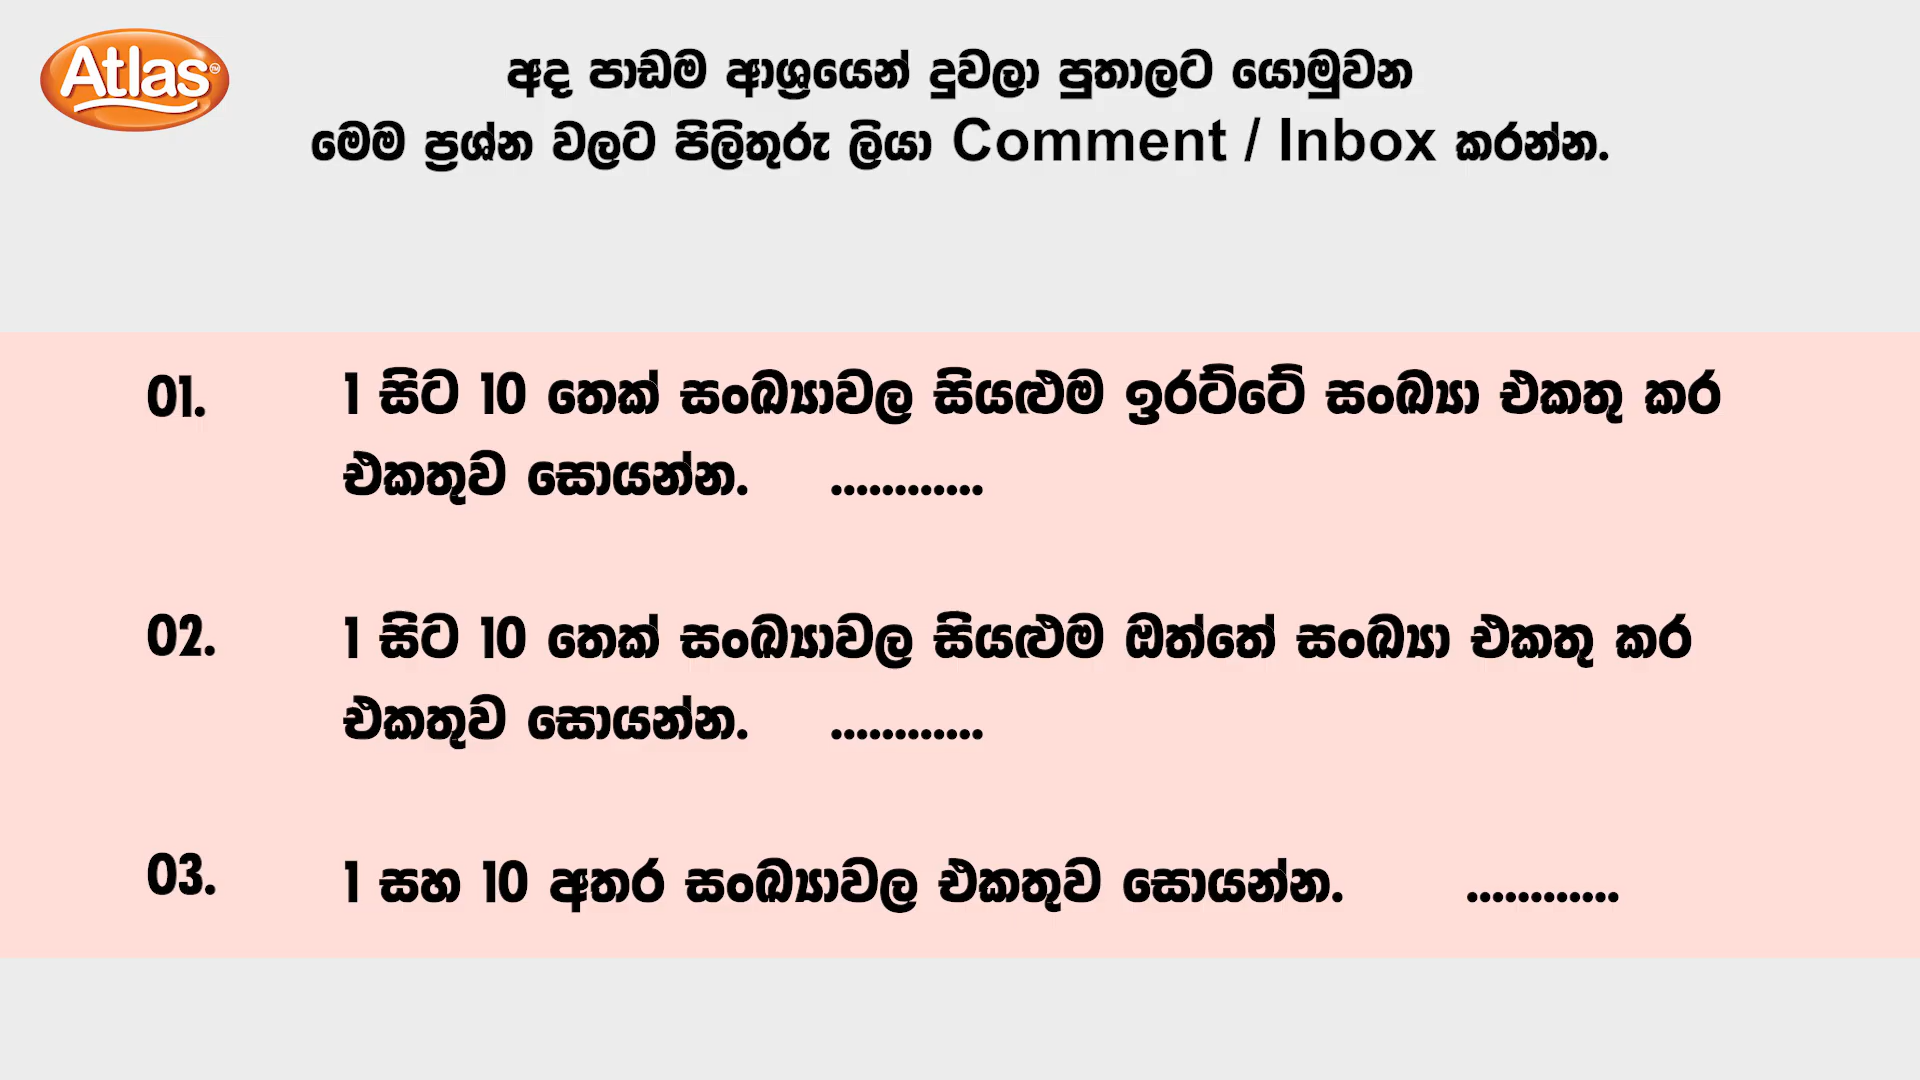 Atlas™
අද පාඩම ආශ්‍රයෙන් දුවලා පුතාලට යොමුවන
මෙම ප්‍රශ්න වලට පිලිතුරු ලියා Comment / Inbox කරන්න.
01. 1 සිට 10 තෙක් සංඛ්‍යාවල සියළුම ඉරට්ටේ සංඛ්‍යා එකතු කර
එකතුව සොයන්න. ............
02. 1 සිට 10 තෙක් සංඛ්‍යාවල සියළුම ඔත්තේ සංඛ්‍යා එකතු කර
එකතුව සොයන්න. ............
03. 1 සහ 10 අතර සංඛ්‍යාවල එකතුව සොයන්න. ............